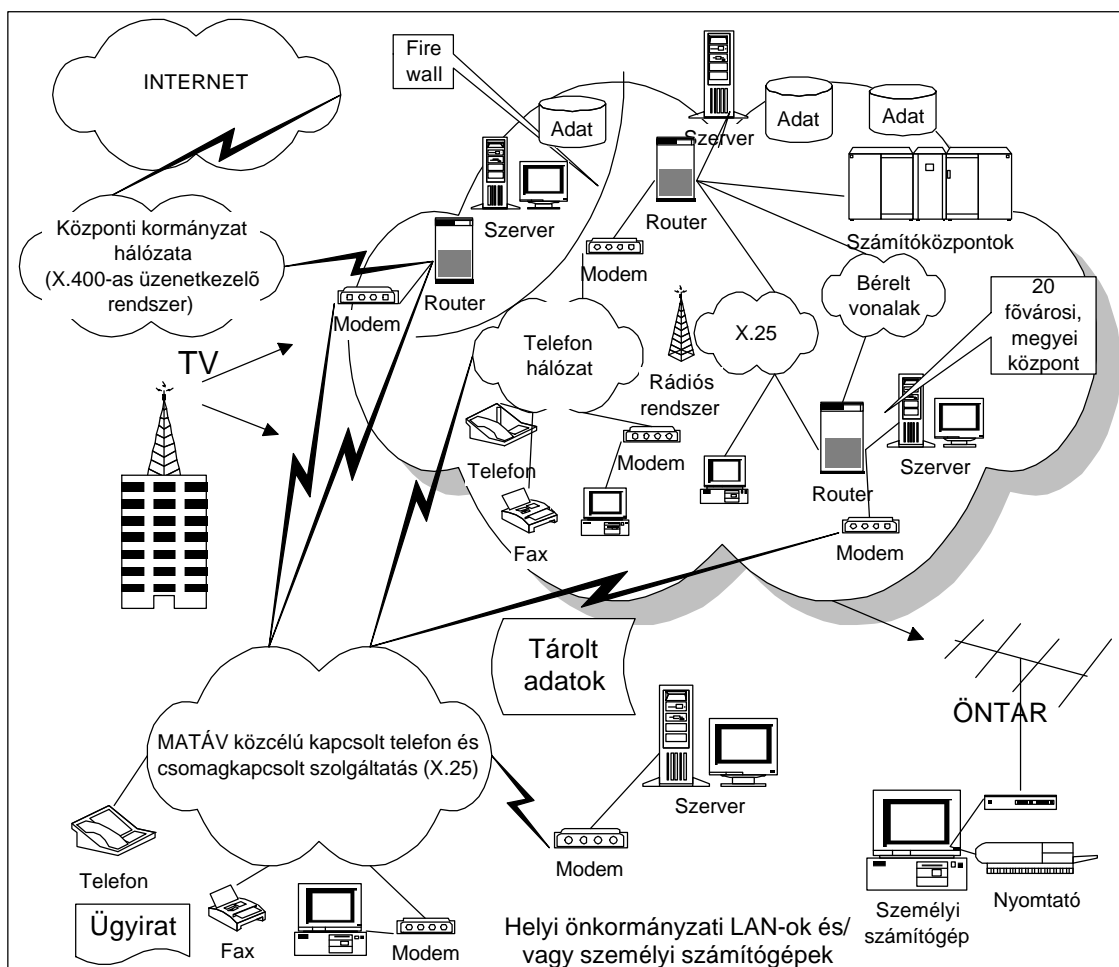 INTERNET
Fire
wall
Adat
Szerver
Adat
Adat
Szerver
Router
Számítóközpontok
Központi kormányzat
hálózata
(X.400-as üzenetkezelõ
rendszer)
Router
Modem
Modem
Bérelt
vonalak
20
fõvárosi,
megyei
központ
TV
Telefon
hálózat
Rádiós
rendszer
X.25
Telefon
Modem
Szerver
Router
Fax
Modem
Tárolt
adatok
ÖNTAR
MATÁV közcélú kapcsolt telefon és
csomagkapcsolt szolgáltatás (X.25)
Szerver
Modem
Telefon
Ügyirat
Fax
Modem
Helyi önkormányzati LAN-ok és/
vagy személyi számítógépek
Személyi
számítógép
Nyomtató